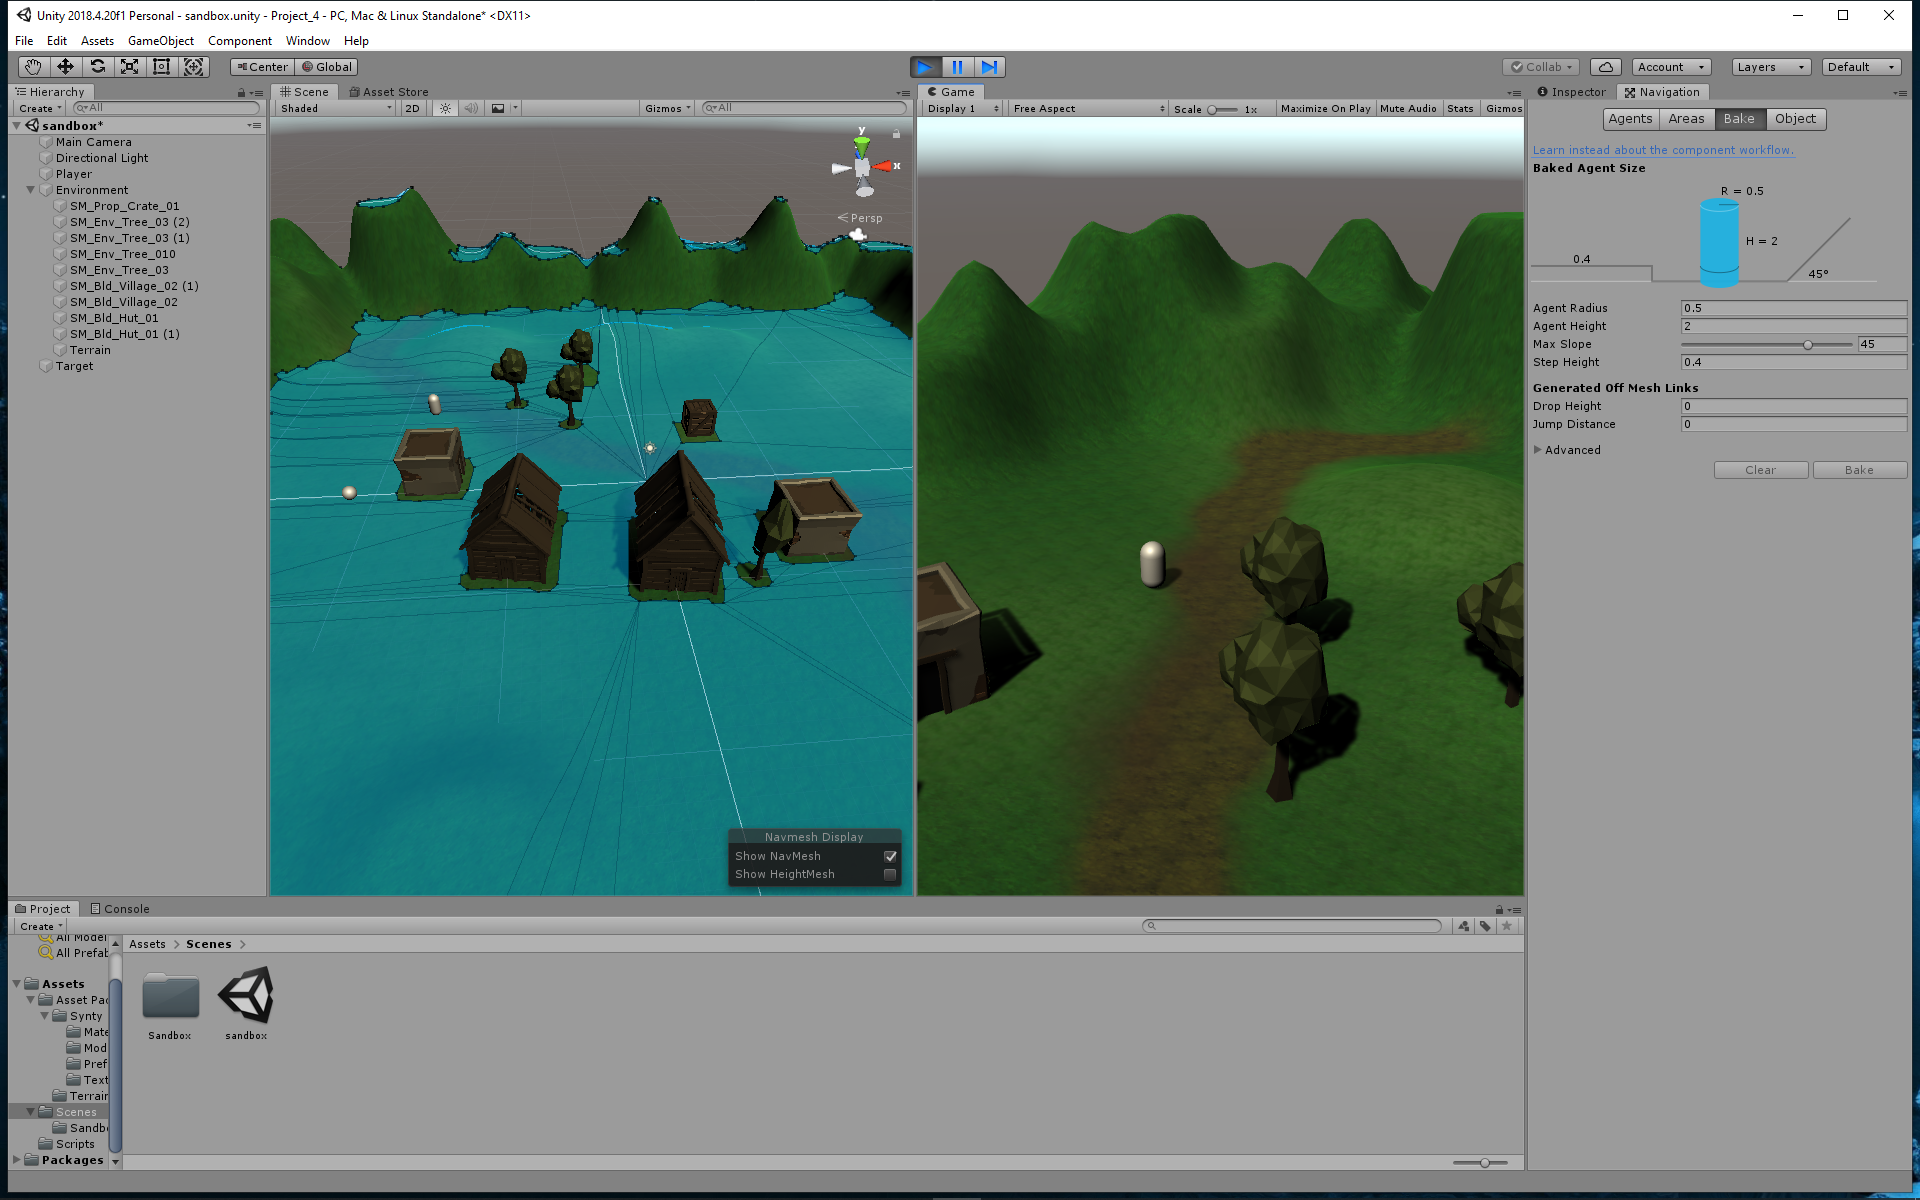 Unity 2018.4.20f1 Personal - sandbox.unity - Project_4 - PC, Mac & Linux Standalone* <DX11>
File Edit Assets GameObject Component Window Help
Center Global
Collab Account Layers Default
Hierarchy
Create All
sandbox*
Main Camera
Directional Light
Player
Environment
SM_Prop_Crate_01
SM_Env_Tree_03 (2)
SM_Env_Tree_03 (1)
SM_Env_Tree_010
SM_Env_Tree_03
SM_Bld_Village_02 (1)
SM_Bld_Village_02
SM_Bld_Hut_01
SM_Bld_Hut_01 (1)
Terrain
Target
Scene Asset Store
Shaded 2D Gizmos All
y
x
Persp
Navmesh Display
Show NavMesh
Show HeightMesh
Game
Display 1 Free Aspect Scale 1x Maximize On Play Mute Audio Stats Gizmos
Inspector Navigation
Agents Areas Bake Object
Learn instead about the component workflow.
Baked Agent Size
R = 0.5
H = 2
0.4
45°
Agent Radius 0.5
Agent Height 2
Max Slope 45
Step Height 0.4
Generated Off Mesh Links
Drop Height 0
Jump Distance 0
Advanced
Clear Bake
Project Console
Create
All Model
All Prefab
Assets
Asset Pac
Synty
Mate
Mod
Pref
Text
Terrain
Scenes
Sandbo
Scripts
Packages
Assets > Scenes >
Sandbox sandbox